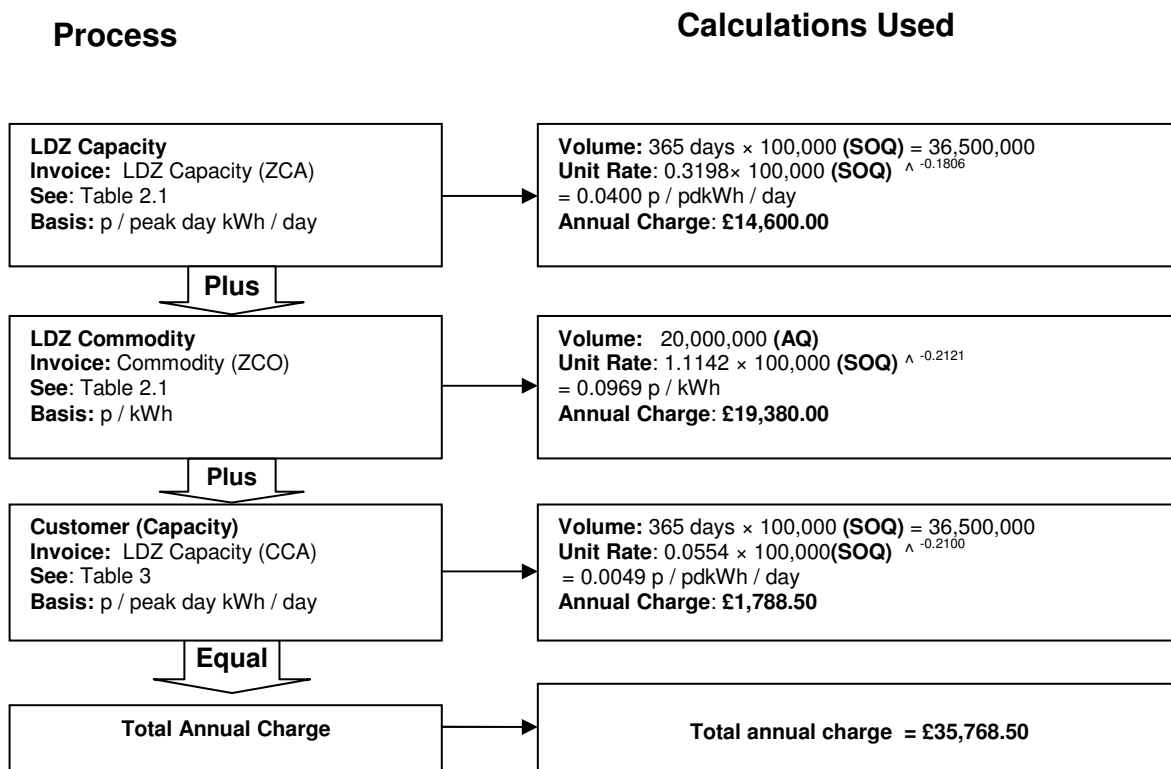 Process
Calculations Used
LDZ Capacity
Invoice: LDZ Capacity (ZCA)
See: Table 2.1
Basis: p / peak day kWh / day
Volume: 365 days × 100,000 (SOQ) = 36,500,000
Unit Rate: 0.3198× 100,000 (SOQ) ^ -0.1806
= 0.0400 p / pdkWh / day
Annual Charge: £14,600.00
Plus
LDZ Commodity
Invoice: Commodity (ZCO)
See: Table 2.1
Basis: p / kWh
Volume: 20,000,000 (AQ)
Unit Rate: 1.1142 × 100,000 (SOQ) ^ -0.2121
= 0.0969 p / kWh
Annual Charge: £19,380.00
Plus
Customer (Capacity)
Invoice: LDZ Capacity (CCA)
See: Table 3
Basis: p / peak day kWh / day
Volume: 365 days × 100,000 (SOQ) = 36,500,000
Unit Rate: 0.0554 × 100,000(SOQ) ^ -0.2100
= 0.0049 p / pdkWh / day
Annual Charge: £1,788.50
Equal
Total Annual Charge
Total annual charge = £35,768.50